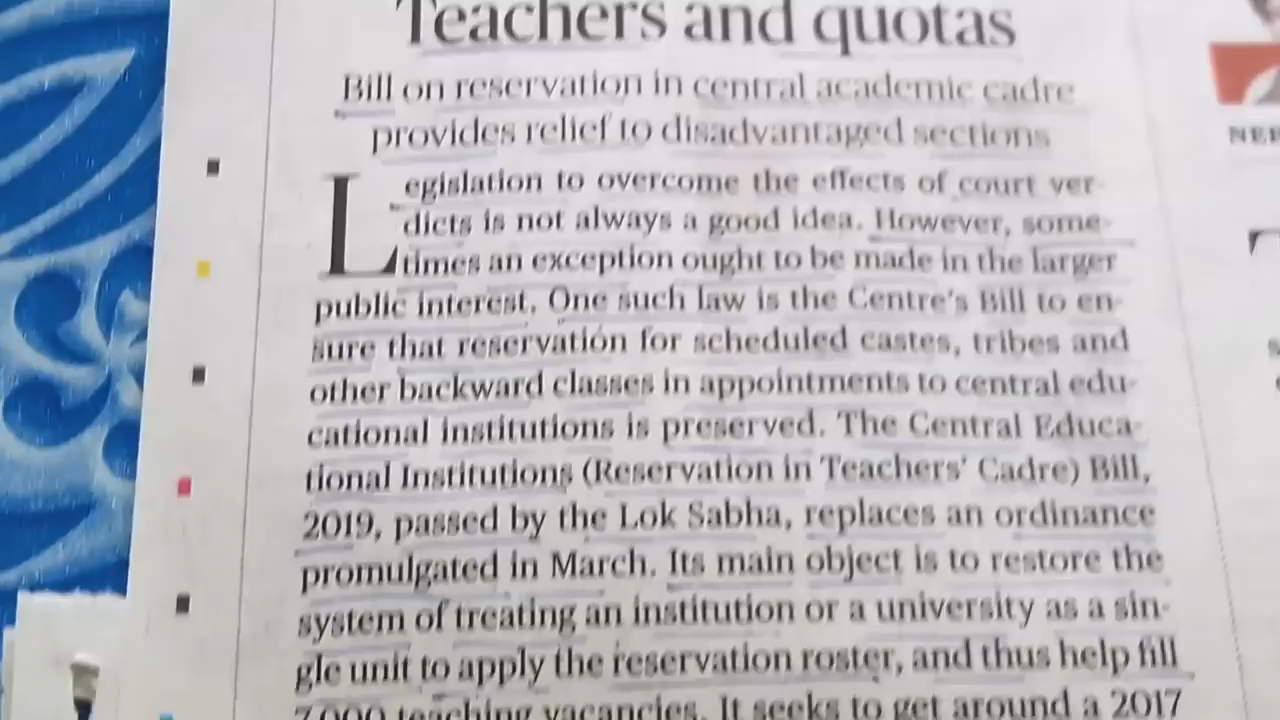 Teachers and quotas
Bill on reservation in central academic cadre
provides relief to disadvantaged sections
Legislation to overcome the effects of court ver-
dicts is not always a good idea. However, some-
times an exception ought to be made in the larger
public interest. One such law is the Centre's Bill to en-
sure that reservation for scheduled castes, tribes and
other backward classes in appointments to central edu-
cational institutions is preserved. The Central Educa-
tional Institutions (Reservation in Teachers' Cadre) Bill,
2019, passed by the Lok Sabha, replaces an ordinance
promulgated in March. Its main object is to restore the
system of treating an institution or a university as a sin-
gle unit to apply the reservation roster, and thus help fill
7,000 teaching vacancies. It seeks to get around a 2017